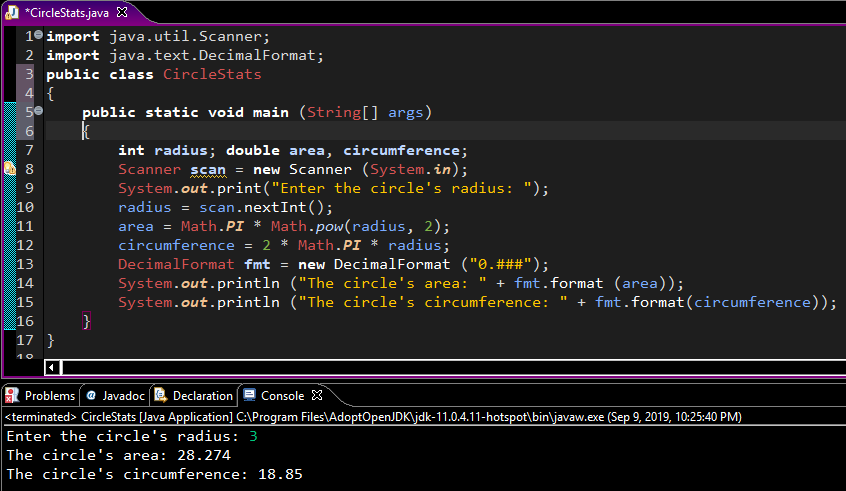 *CircleStats.java
1 import java.util.Scanner;
2 import java.text.DecimalFormat;
3 public class CircleStats
4 {
5     public static void main (String[] args)
6     {
7         int radius; double area, circumference;
8         Scanner scan = new Scanner (System.in);
9         System.out.print("Enter the circle's radius: ");
10         radius = scan.nextInt();
11         area = Math.PI * Math.pow(radius, 2);
12         circumference = 2 * Math.PI * radius;
13         DecimalFormat fmt = new DecimalFormat ("0.###");
14         System.out.println ("The circle's area: " + fmt.format (area));
15         System.out.println ("The circle's circumference: " + fmt.format(circumference));
16     }
17 }
18
Problems @ Javadoc Declaration Console
<terminated> CircleStats [Java Application] C:\Program Files\AdoptOpenJDK\jdk-11.0.4.11-hotspot\bin\javaw.exe (Sep 9, 2019, 10:25:40 PM)
Enter the circle's radius: 3
The circle's area: 28.274
The circle's circumference: 18.85